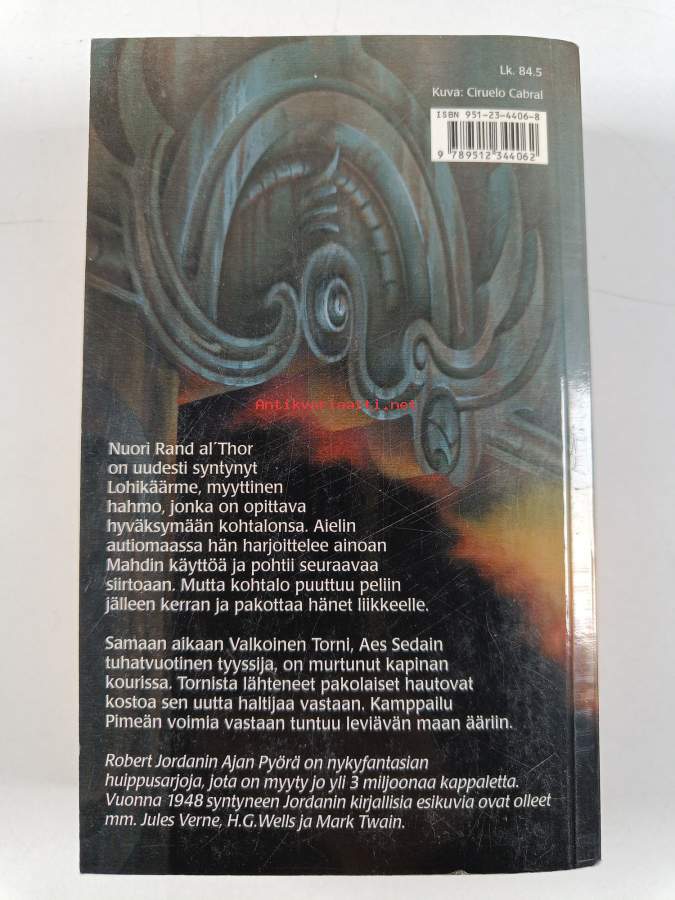 Lk. 84.5
Kuva: Ciruelo Cabral
ISBN 951-23-4406-8
9 789512 344062
Antikvariaatti.net
Nuori Rand al´Thor
on uudesti syntynyt
Lohikäärme, myyttinen
hahmo, jonka on opittava
hyväksymään kohtalonsa. Aielin
autiomaassa hän harjoittelee ainoan
Mahdin käyttöä ja pohtii seuraavaa
siirtoaan. Mutta kohtalo puuttuu peliin
jälleen kerran ja pakottaa hänet liikkeelle.
Samaan aikaan Valkoinen Torni, Aes Sedain
tuhatvuotinen tyyssija, on murtunut kapinan
kourissa. Tornista lähteneet pakolaiset hautovat
kostoa sen uutta haltijaa vastaan. Kamppailu
Pimeän voimia vastaan tuntuu leviävän maan ääriin.
Robert Jordanin Ajan Pyörä on nykyfantasian
huippusarjoja, jota on myyty jo yli 3 miljoonaa kappaletta.
Vuonna 1948 syntyneen Jordanin kirjallisia esikuvia ovat olleet
mm. Jules Verne, H.G.Wells ja Mark Twain.